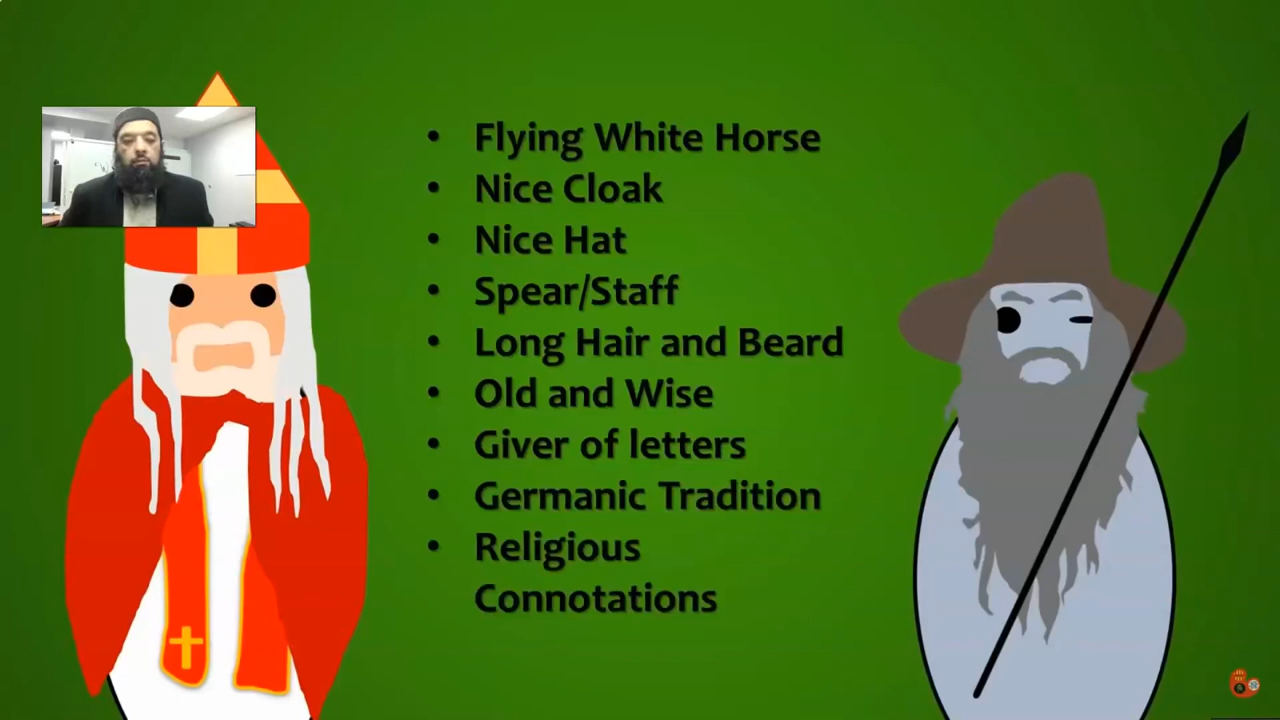 Flying White Horse
Nice Cloak
Nice Hat
Spear/Staff
Long Hair and Beard
Old and Wise
Giver of letters
Germanic Tradition
Religious
Connotations